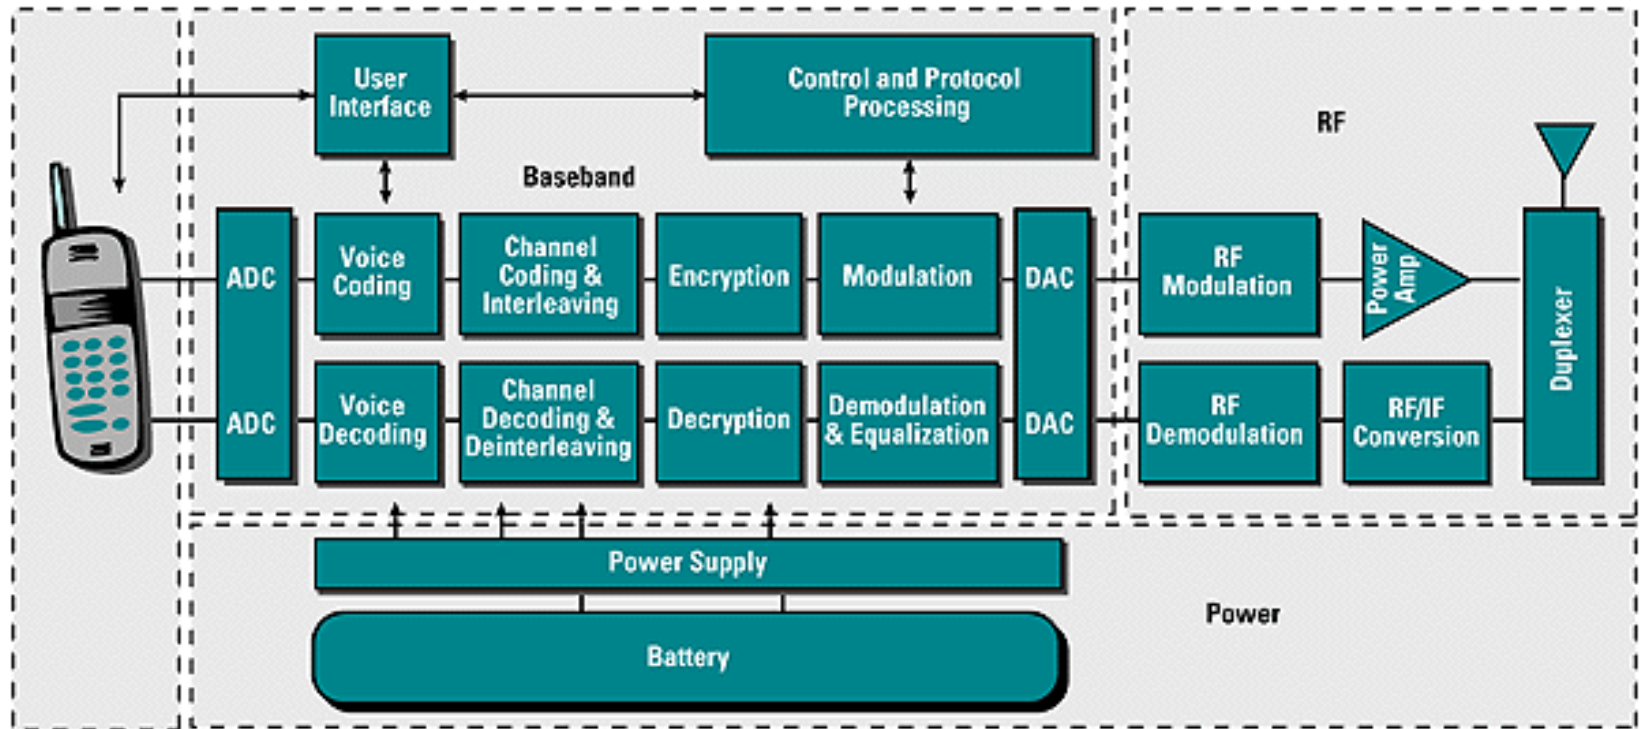 User
Interface
Control and Protocol
Processing
RF
Baseband
ADC
Voice
Coding
Channel
Coding &
Interleaving
Encryption
Modulation
DAC
RF
Modulation
Power
Amp
Duplexer
ADC
Voice
Decoding
Channel
Decoding &
Deinterleaving
Decryption
Demodulation
& Equalization
DAC
RF
Demodulation
RF/IF
Conversion
Power Supply
Power
Battery